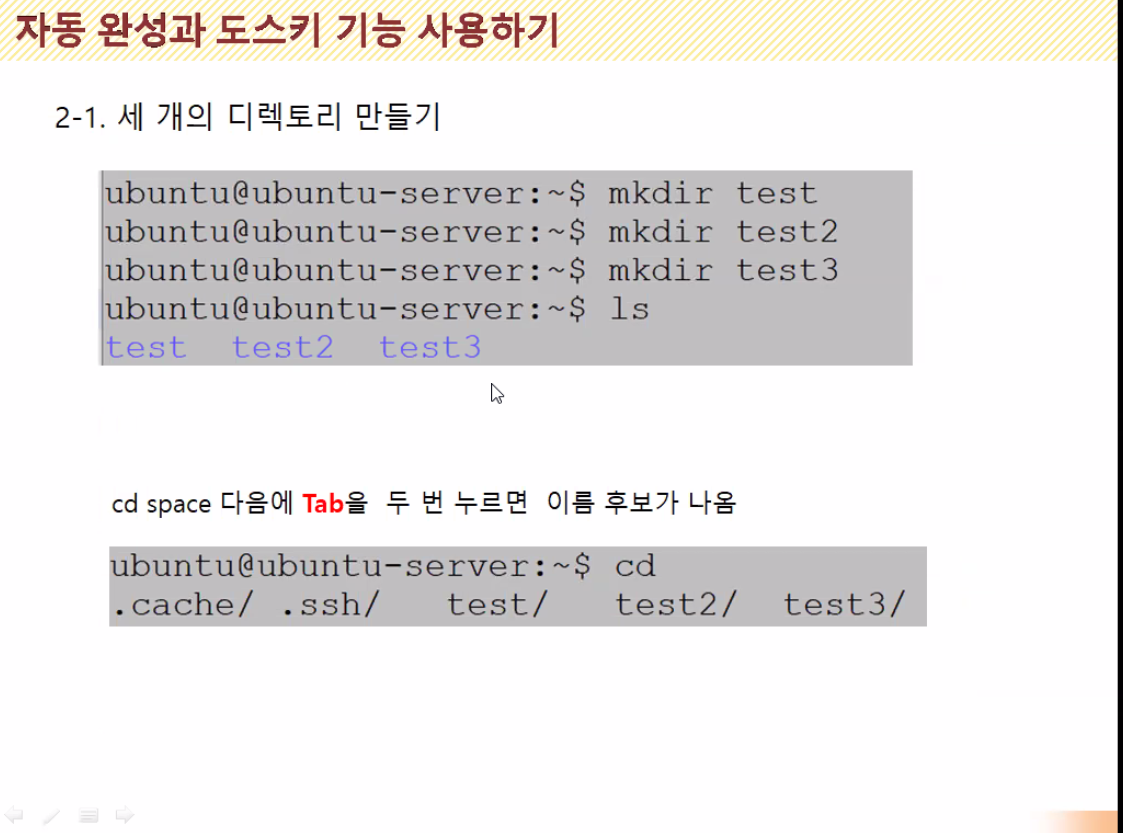 자동 완성과 도스키 기능 사용하기
2-1. 세 개의 디렉토리 만들기
ubuntu@ubuntu-server:~$ mkdir test
ubuntu@ubuntu-server:~$ mkdir test2
ubuntu@ubuntu-server:~$ mkdir test3
ubuntu@ubuntu-server:~$ ls
test  test2  test3
cd space 다음에 Tab을  두 번 누르면  이름 후보가 나옴
ubuntu@ubuntu-server:~$ cd
.cache/ .ssh/   test/   test2/  test3/